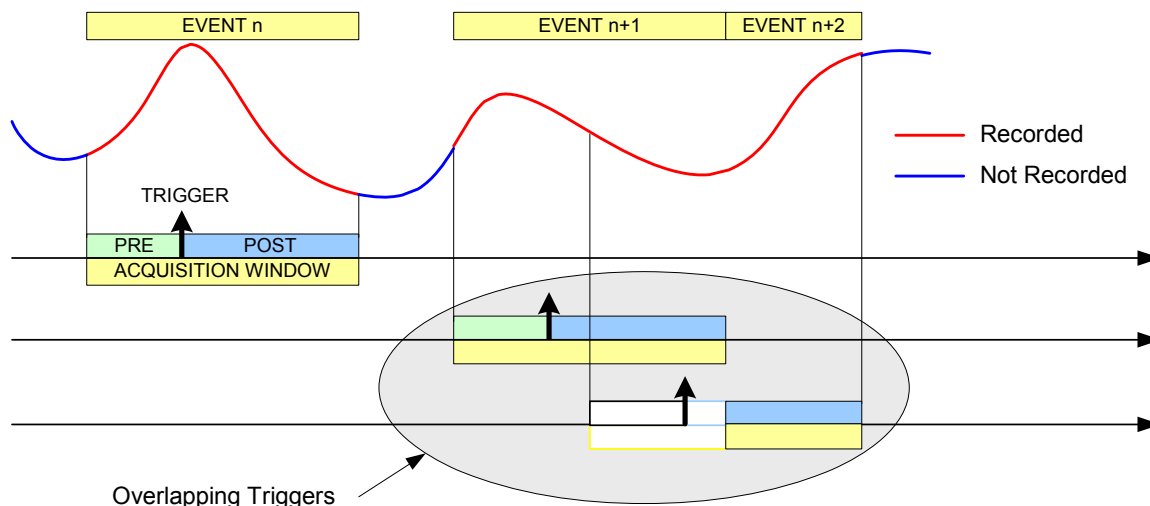 EVENT n
EVENT n+1
EVENT n+2
Recorded
Not Recorded
TRIGGER
PRE
POST
ACQUISITION WINDOW
Overlapping Triggers